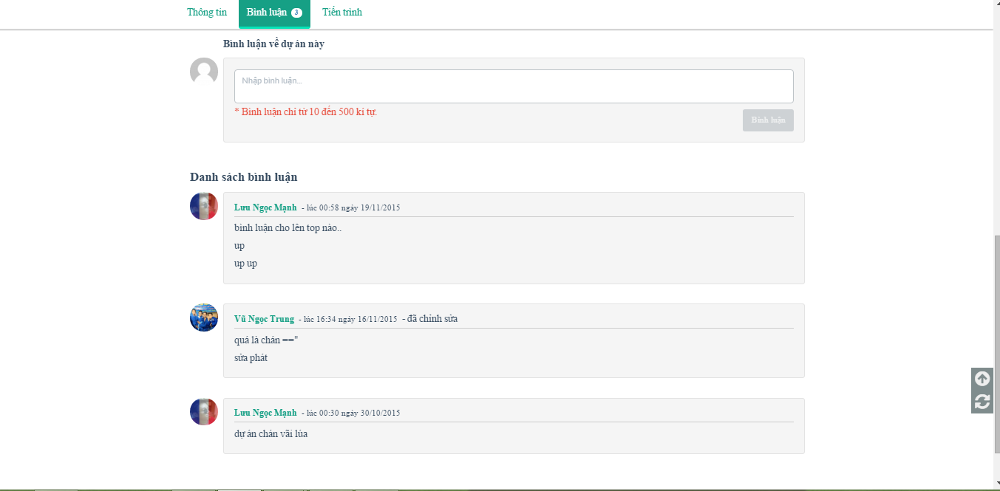 Thông tin Bình luận 3 Tiến trình
Bình luận về dự án này
Nhập bình luận...
* Bình luận chỉ từ 10 đến 500 kí tự.
Bình luận
Danh sách bình luận
Lưu Ngọc Mạnh - lúc 00:58 ngày 19/11/2015
bình luận cho lên top nào..
up
up up
Vũ Ngọc Trung - lúc 16:34 ngày 16/11/2015 - đã chỉnh sửa
quá là chán =="
sửa phát
Lưu Ngọc Mạnh - lúc 00:30 ngày 30/10/2015
dự án chán vãi lúa